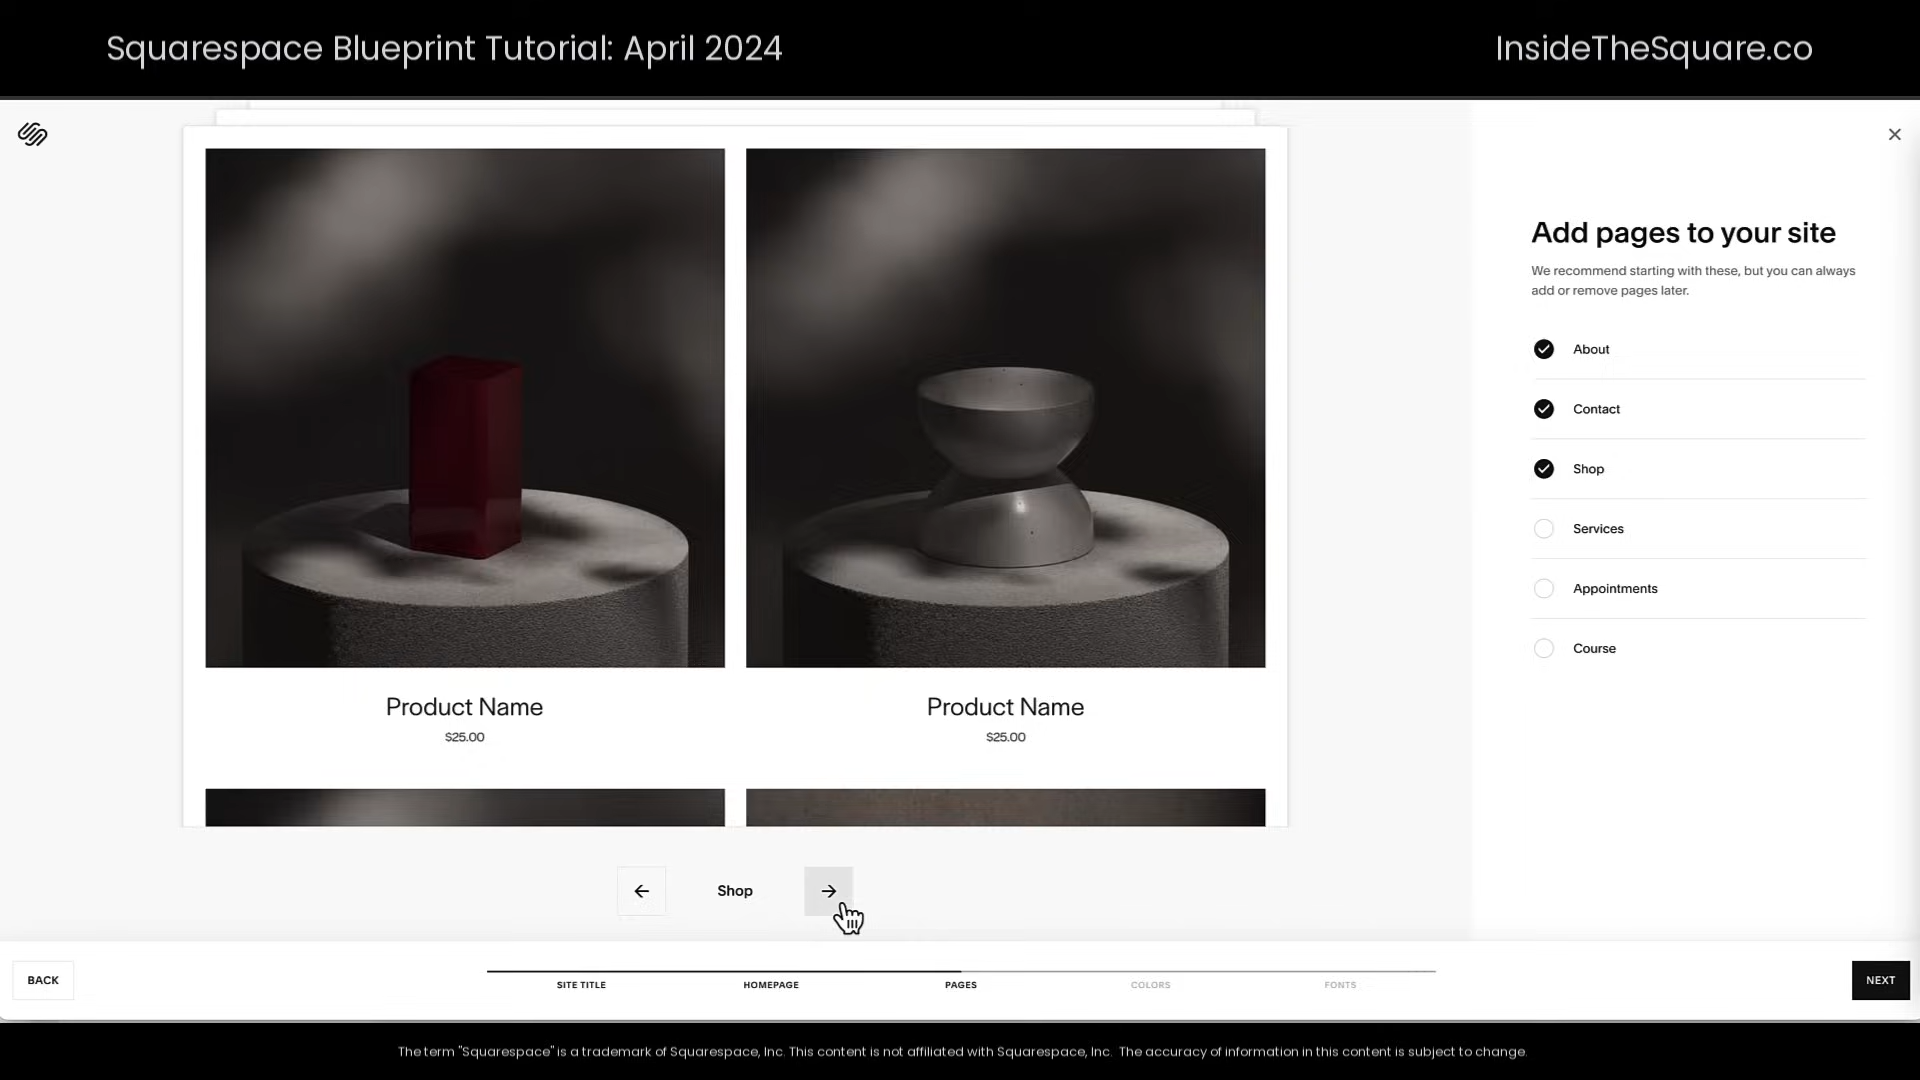 Squarespace Blueprint Tutorial: April 2024
InsideTheSquare.co
Add pages to your site
We recommend starting with these, but you can always
add or remove pages later.
About
Contact
Shop
Services
Appointments
Course
Product Name
$25.00
Product Name
$25.00
Shop
BACK
SITE TITLE
HOMEPAGE
PAGES
COLORS
FONTS
NEXT
The term "Squarespace" is a trademark of Squarespace, Inc. This content is not affiliated with Squarespace, Inc. The accuracy of information in this content is subject to change.